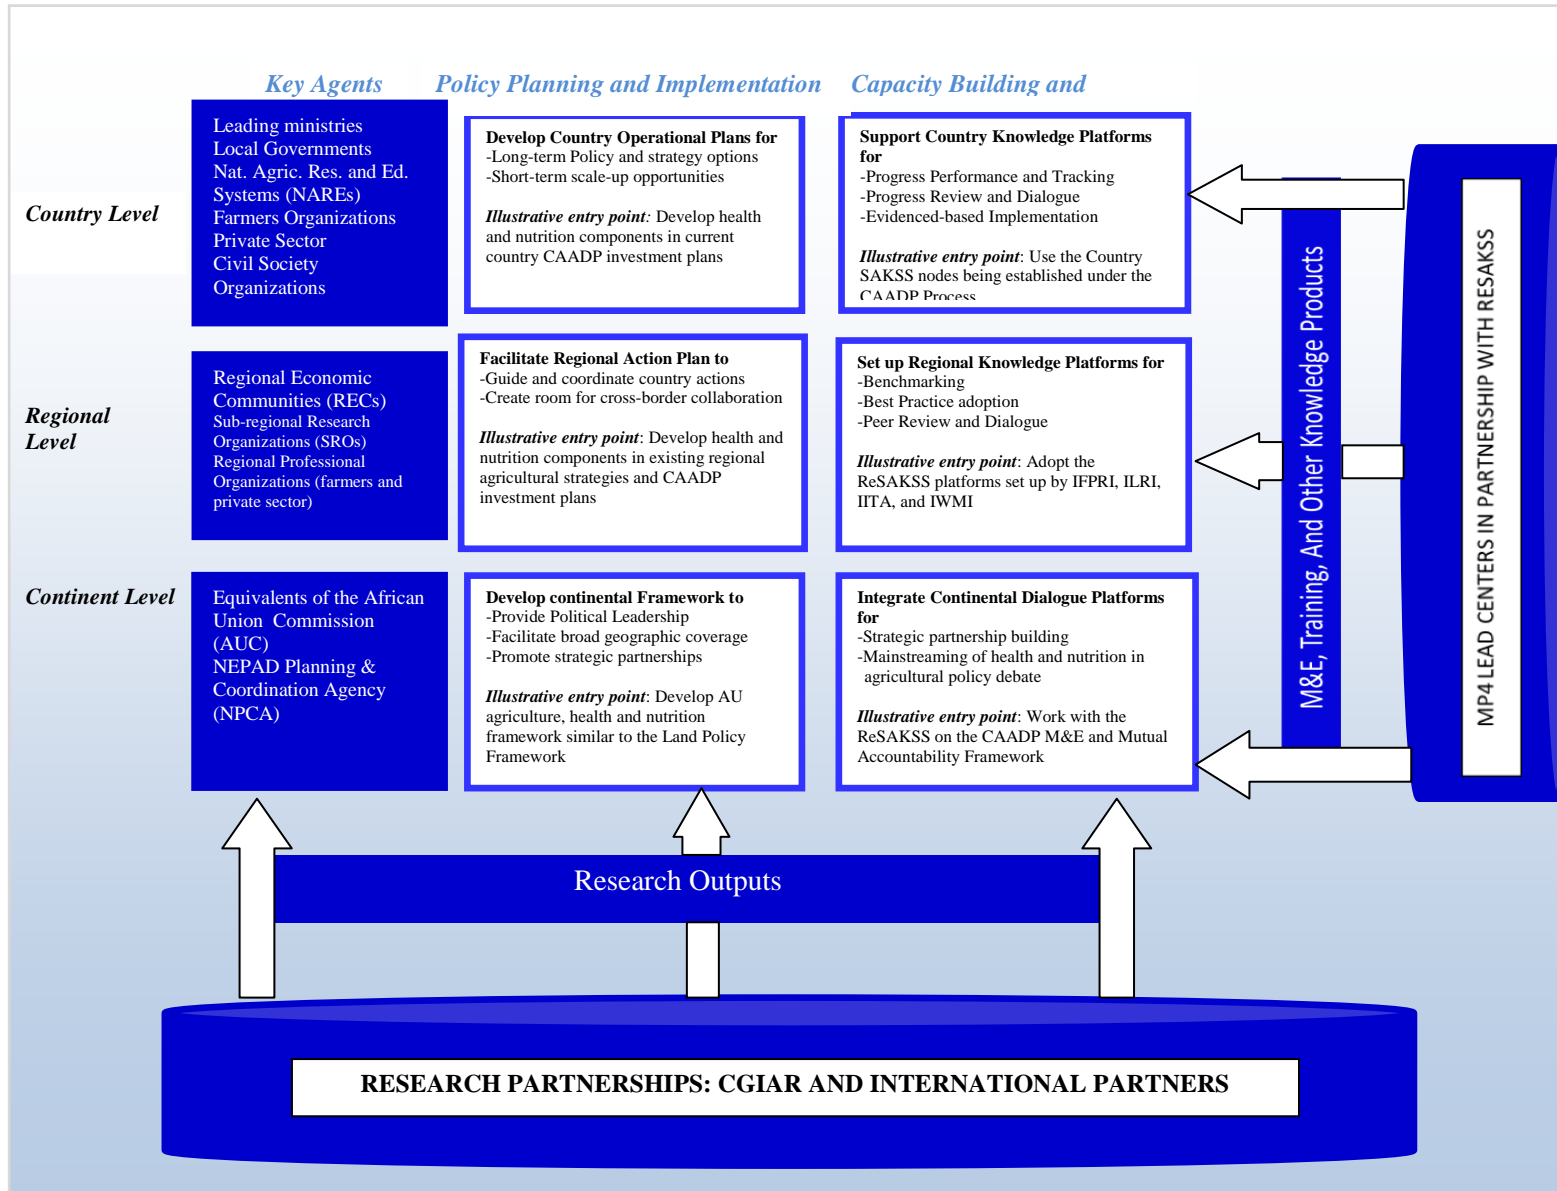 Key Agents
Policy Planning and Implementation
Capacity Building and
Country Level
Leading ministries
Local Governments
Nat. Agric. Res. and Ed.
Systems (NAREs)
Farmers Organizations
Private Sector
Civil Society
Organizations
Develop Country Operational Plans for
-Long-term Policy and strategy options
-Short-term scale-up opportunities
Illustrative entry point: Develop health
and nutrition components in current
country CAADP investment plans
Support Country Knowledge Platforms
for
-Progress Performance and Tracking
-Progress Review and Dialogue
-Evidenced-based Implementation
Illustrative entry point: Use the Country
SAKSS nodes being established under the
CAADP Process
Regional
Level
Regional Economic
Communities (RECs)
Sub-regional Research
Organizations (SROs)
Regional Professional
Organizations (farmers and
private sector)
Facilitate Regional Action Plan to
-Guide and coordinate country actions
-Create room for cross-border collaboration
Illustrative entry point: Develop health and
nutrition components in existing regional
agricultural strategies and CAADP
investment plans
Set up Regional Knowledge Platforms for
-Benchmarking
-Best Practice adoption
-Peer Review and Dialogue
Illustrative entry point: Adopt the
ReSAKSS platforms set up by IFPRI, ILRI,
IITA, and IWMI
Continent Level
Equivalents of the African
Union Commission
(AUC)
NEPAD Planning &
Coordination Agency
(NPCA)
Develop continental Framework to
-Provide Political Leadership
-Facilitate broad geographic coverage
-Promote strategic partnerships
Illustrative entry point: Develop AU
agriculture, health and nutrition
framework similar to the Land Policy
Framework
Integrate Continental Dialogue Platforms
for
-Strategic partnership building
-Mainstreaming of health and nutrition in
agricultural policy debate
Illustrative entry point: Work with the
ReSAKSS on the CAADP M&E and Mutual
Accountability Framework
M&E, Training, And Other Knowledge Products
MP4 LEAD CENTERS IN PARTNERSHIP WITH RESAKSS
Research Outputs
RESEARCH PARTNERSHIPS: CGIAR AND INTERNATIONAL PARTNERS